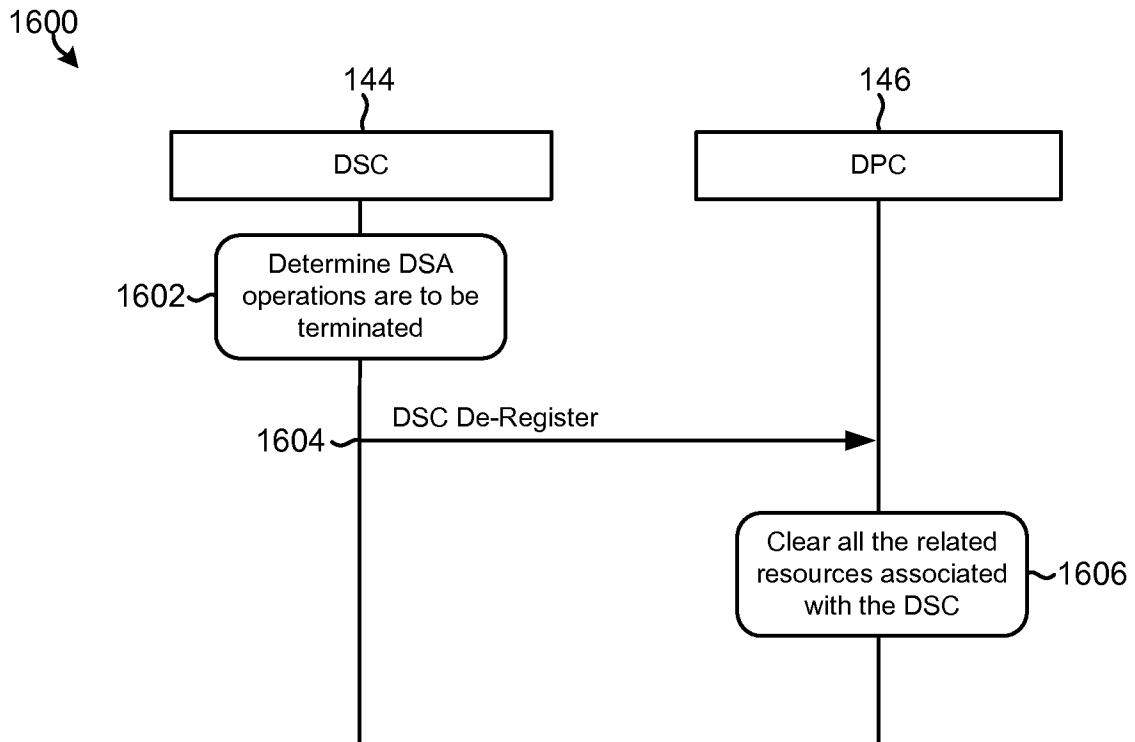 1600
144
146
DSC
DPC
Determine DSA
operations are to be
terminated
1602
DSC De-Register
1604
Clear all the related
resources associated
with the DSC
1606